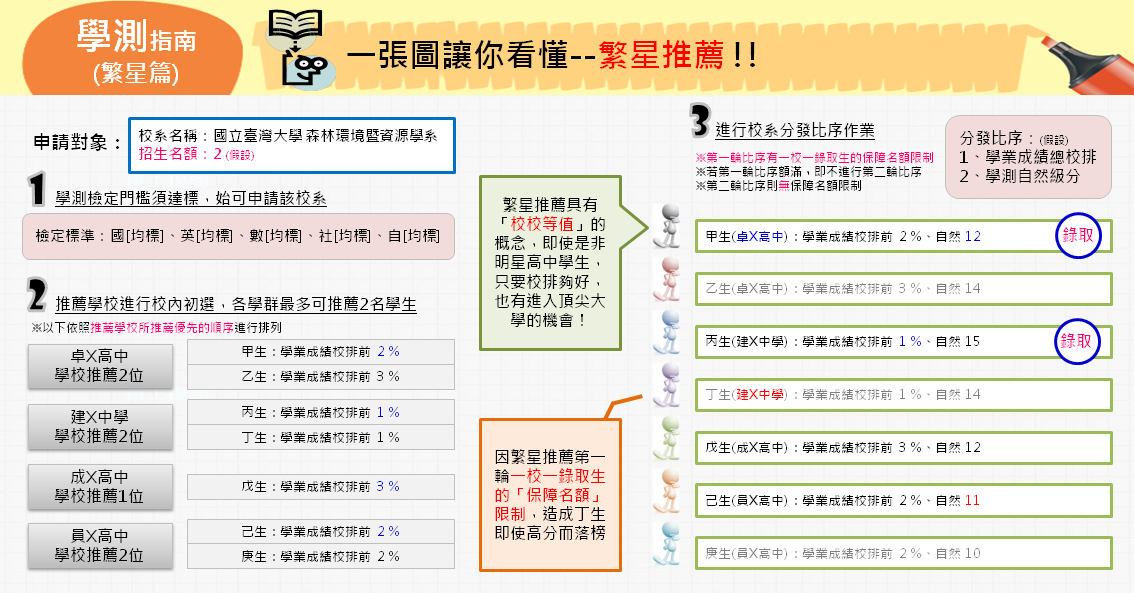 學測指南
(繁星篇)
一張圖讓你看懂--繁星推薦!!
申請對象：
校系名稱：國立臺灣大學 森林環境暨資源學系
招生名額：2 (假設)
1 學測檢定門檻須達標，始可申請該校系
檢定標準：國[均標]、英[均標]、數[均標]、社[均標]、自[均標]
2 推薦學校進行校內初選，各學群最多可推薦2名學生
※以下依照推薦學校所推薦優先的順序進行排列
卓X高中
學校推薦2位
甲生：學業成績校排前 2％
乙生：學業成績校排前 3％
建X中學
學校推薦2位
丙生：學業成績校排前 1％
丁生：學業成績校排前 1％
成X高中
學校推薦1位
戊生：學業成績校排前 3％
員X高中
學校推薦2位
己生：學業成績校排前 2％
庚生：學業成績校排前 2％
繁星推薦具有
「校校等值」的
概念，即使是非
明星高中學生，
只要校排夠好，
也有進入頂尖大
學的機會！
因繁星推薦第一
輪一校一錄取生
的「保障名額」
限制，造成丁生
即使高分而落榜
3 進行校系分發比序作業
※第一輪比序有一校一錄取生的保障名額限制
※若第一輪比序額滿，即不進行第二輪比序
※第二輪比序則無保障名額限制
分發比序：(假設)
1、學業成績總校排
2、學測自然級分
甲生(卓X高中)：學業成績校排前 2％、自然 12
錄取
乙生(卓X高中)：學業成績校排前 3％、自然 14
丙生(建X中學)：學業成績校排前 1％、自然 15
錄取
丁生(建X中學)：學業成績校排前 1％、自然 14
戊生(成X高中)：學業成績校排前 3％、自然 12
己生(員X高中)：學業成績校排前 2％、自然 11
庚生(員X高中)：學業成績校排前 2％、自然 10